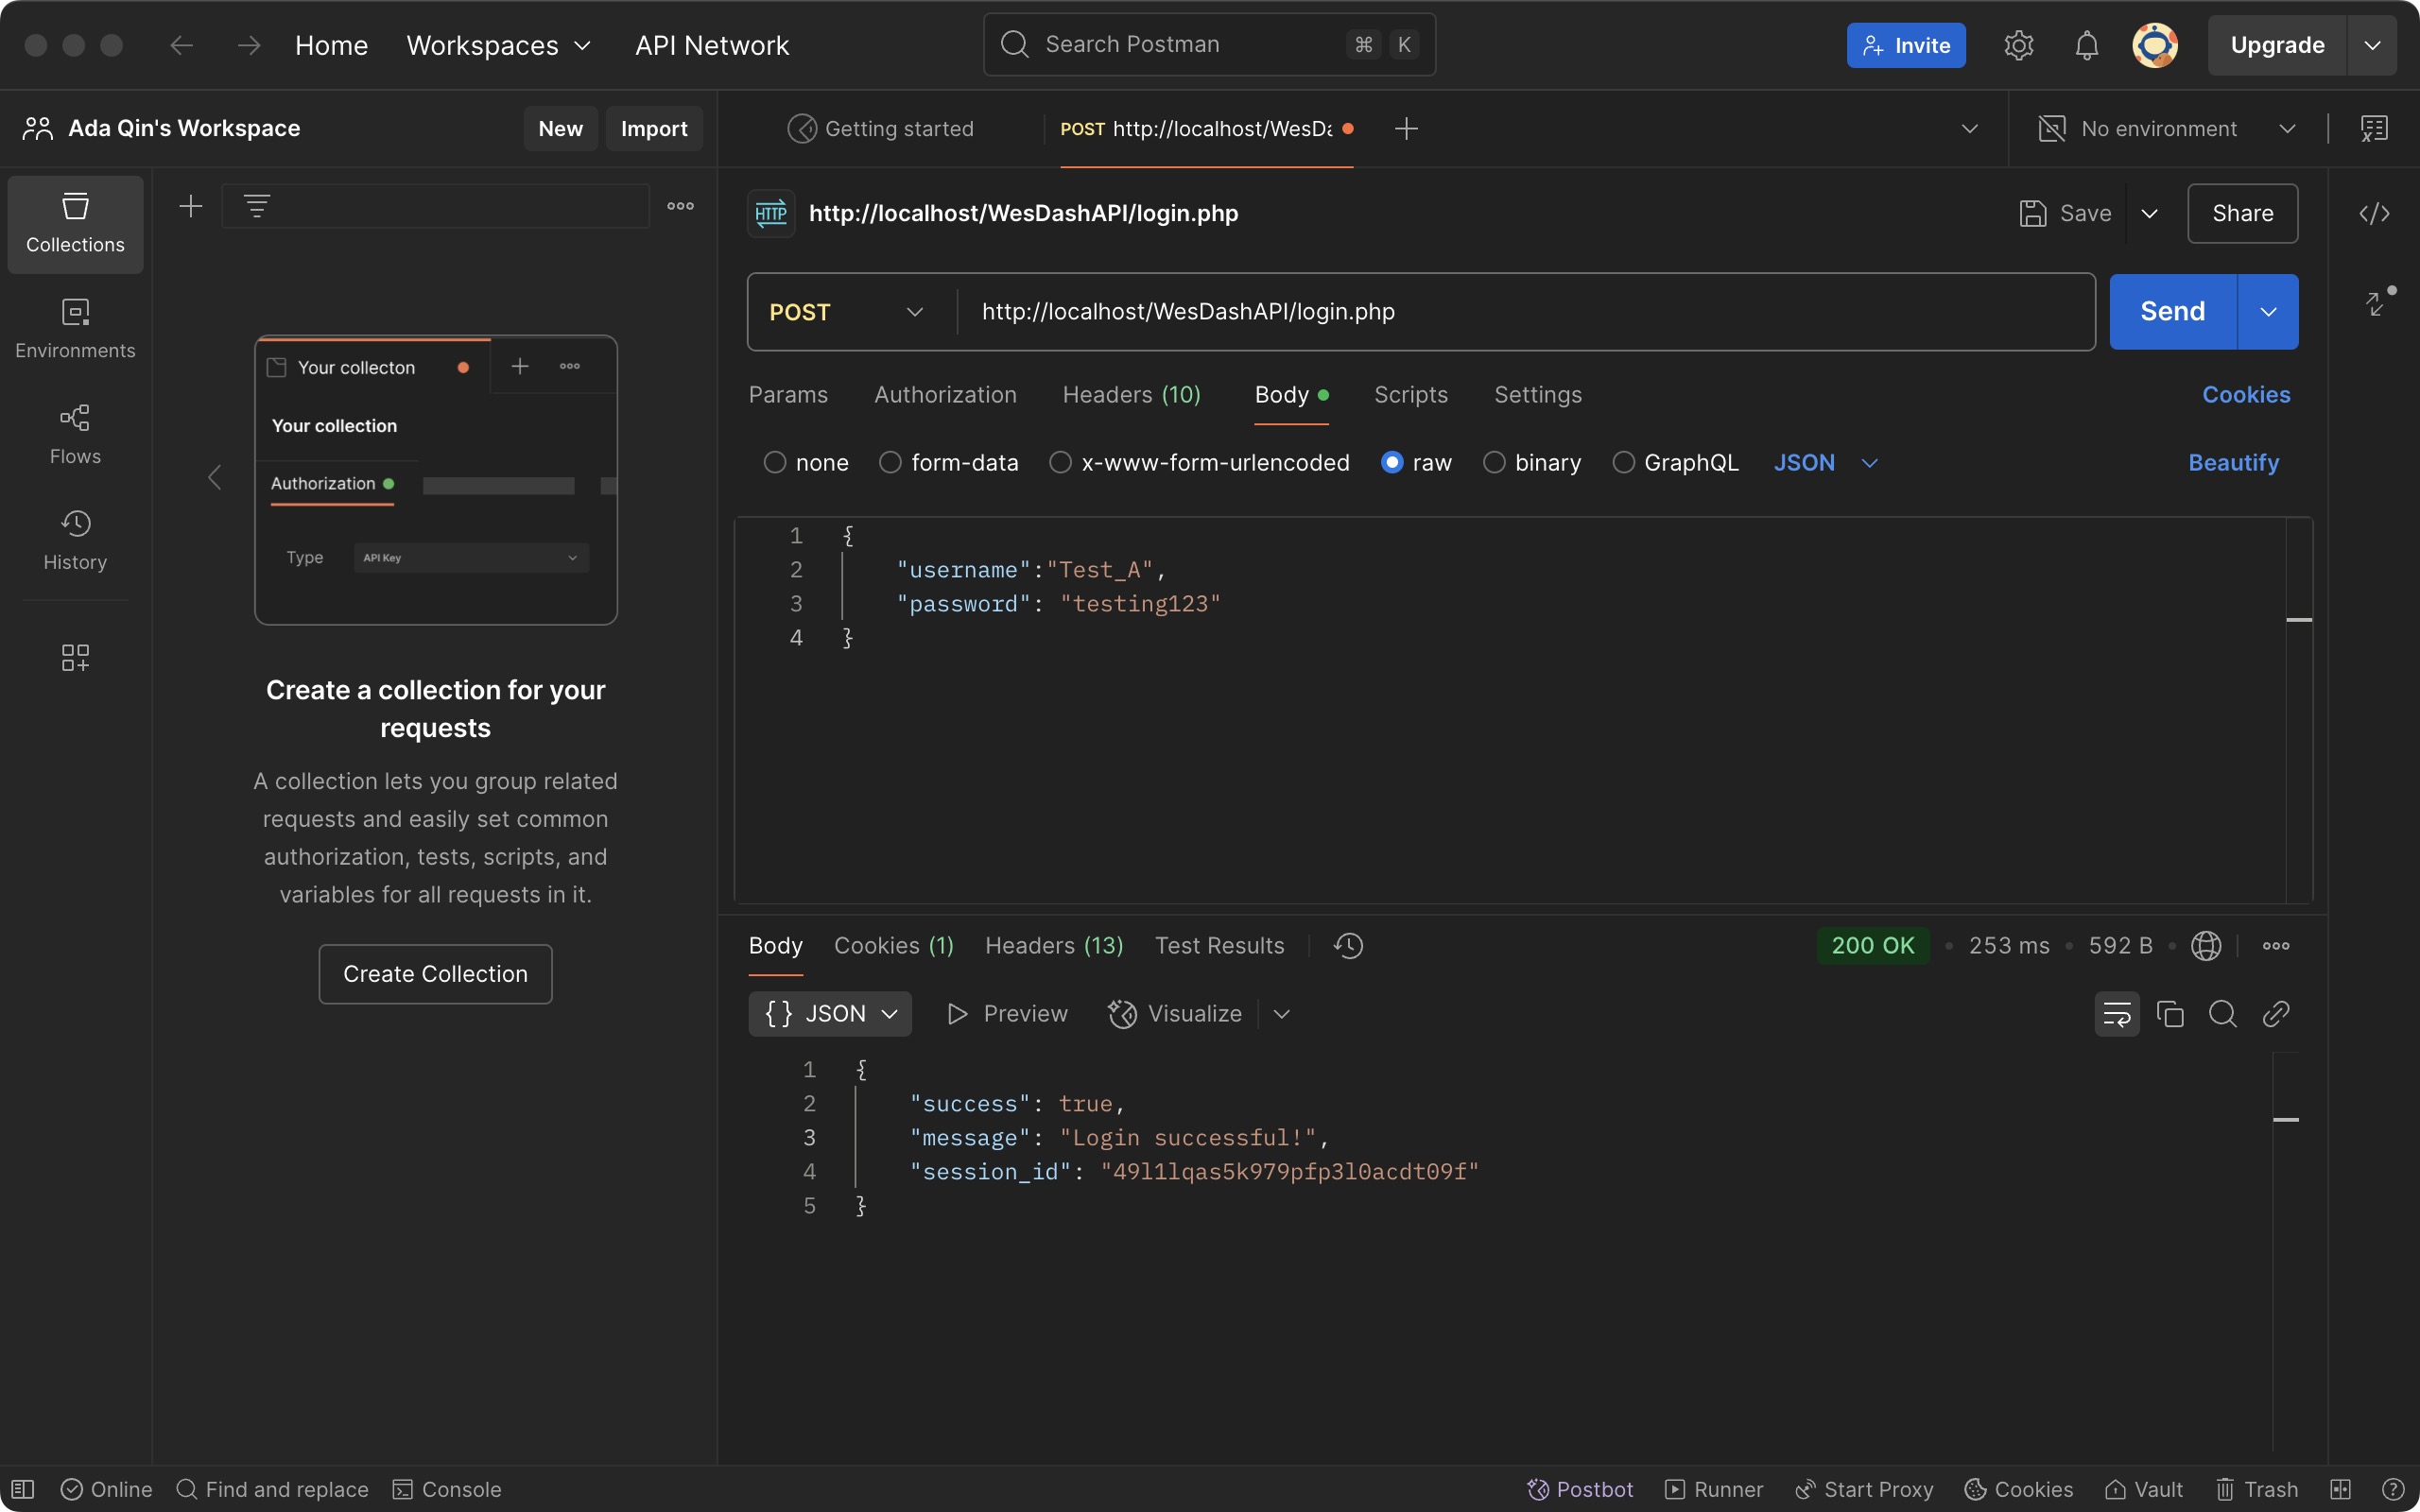 Home Workspaces API Network Search Postman ⌘ K Invite Upgrade
Ada Qin's Workspace New Import
Getting started POST http://localhost/WesDa No environment
Collections
Environments
Flows
History
Your collecton
Your collection
Authorization
Type API Key
Create a collection for your
requests
A collection lets you group related
requests and easily set common
authorization, tests, scripts, and
variables for all requests in it.
Create Collection
HTTP http://localhost/WesDashAPI/login.php Save Share
POST http://localhost/WesDashAPI/login.php Send
Params Authorization Headers (10) Body Scripts Settings Cookies
none form-data x-www-form-urlencoded raw binary GraphQL JSON Beautify
1 {
2 "username":"Test_A",
3 "password": "testing123"
4 }
Body Cookies (1) Headers (13) Test Results 200 OK • 253 ms • 592 B •
{} JSON Preview Visualize
1 {
2 "success": true,
3 "message": "Login successful!",
4 "session_id": "49l1lqas5k979pfp3l0acdt09f"
5 }
Online Find and replace Console Postbot Runner Start Proxy Cookies Vault Trash